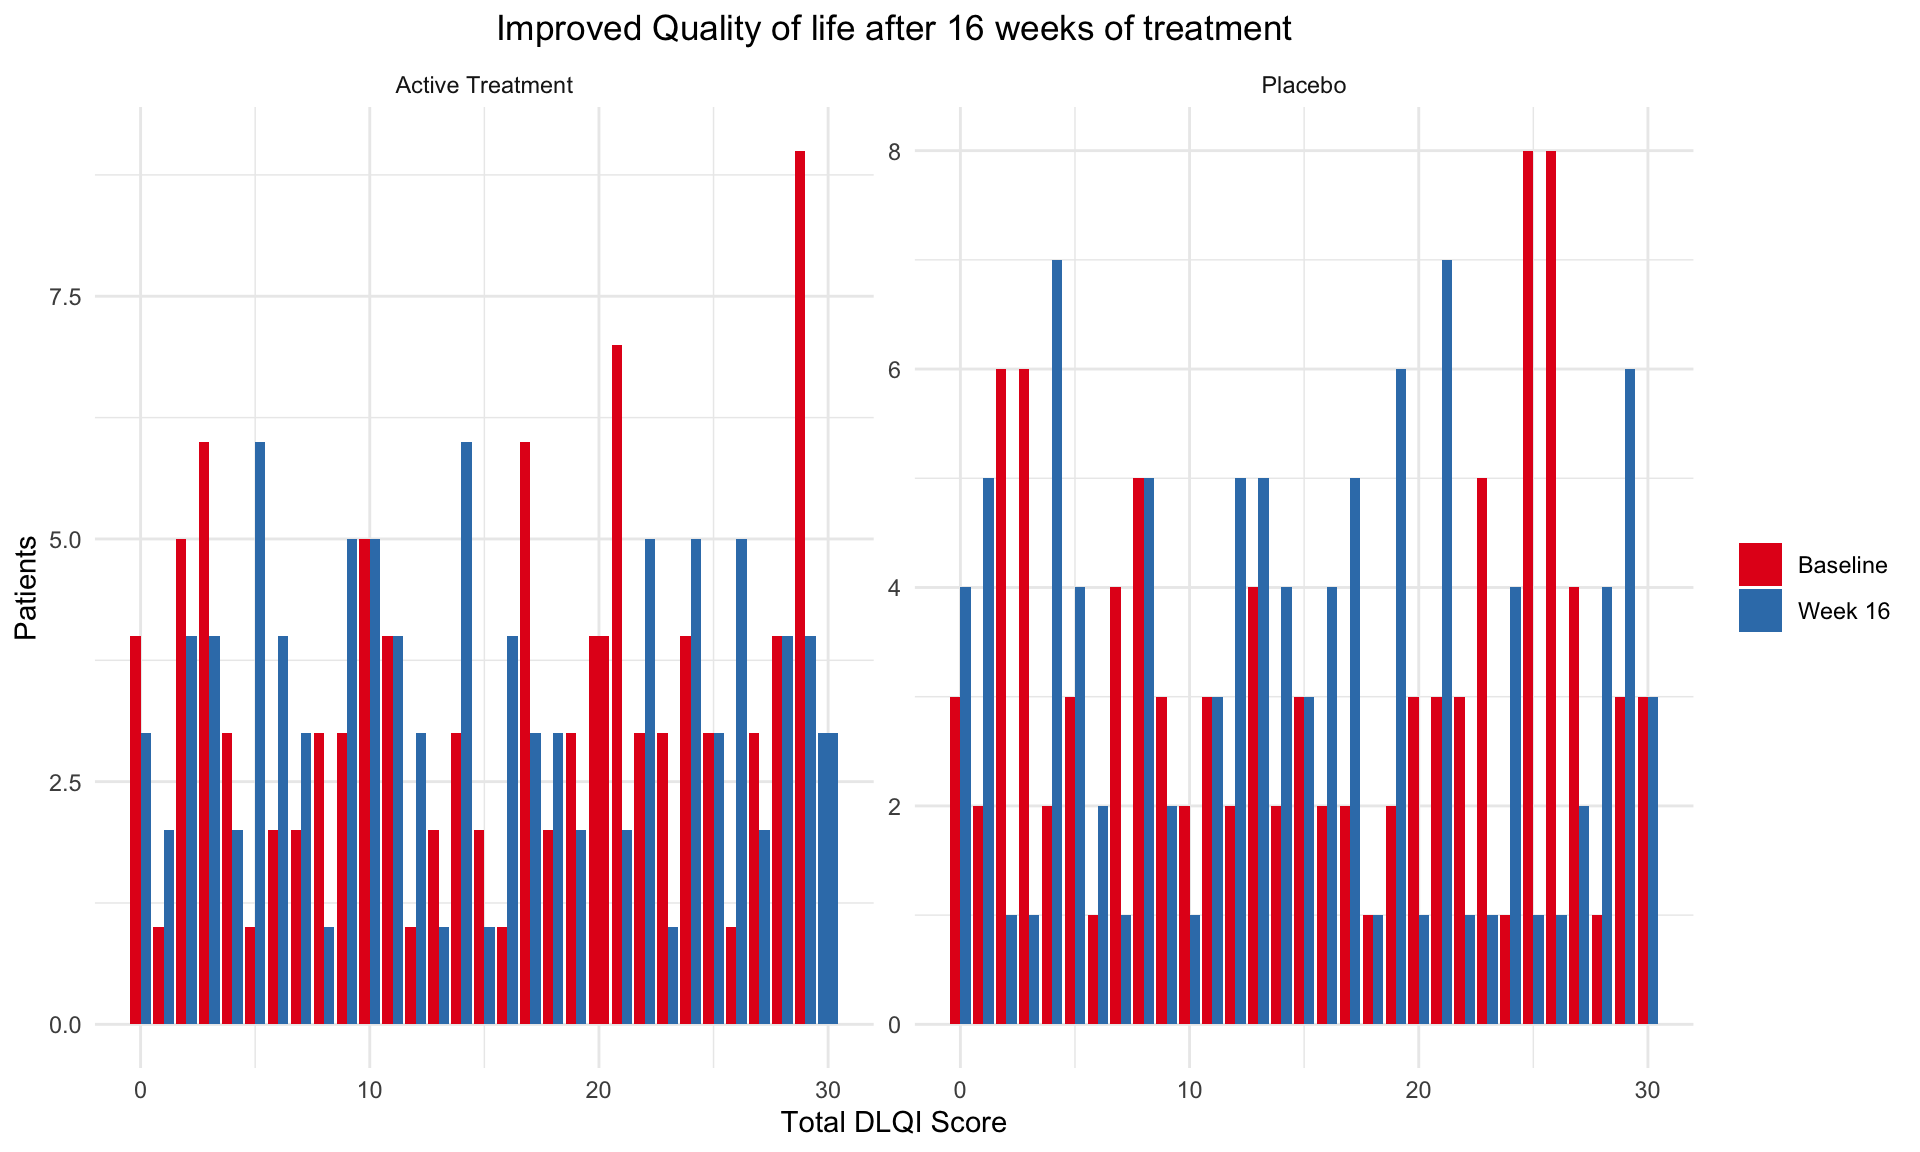 Improved Quality of life after 16 weeks of treatment
Active Treatment
Placebo
Patients
7.5
5.0
2.5
0.0
0 10 20 30
8
6
4
2
0
0 10 20 30
Total DLQI Score
Baseline
Week 16